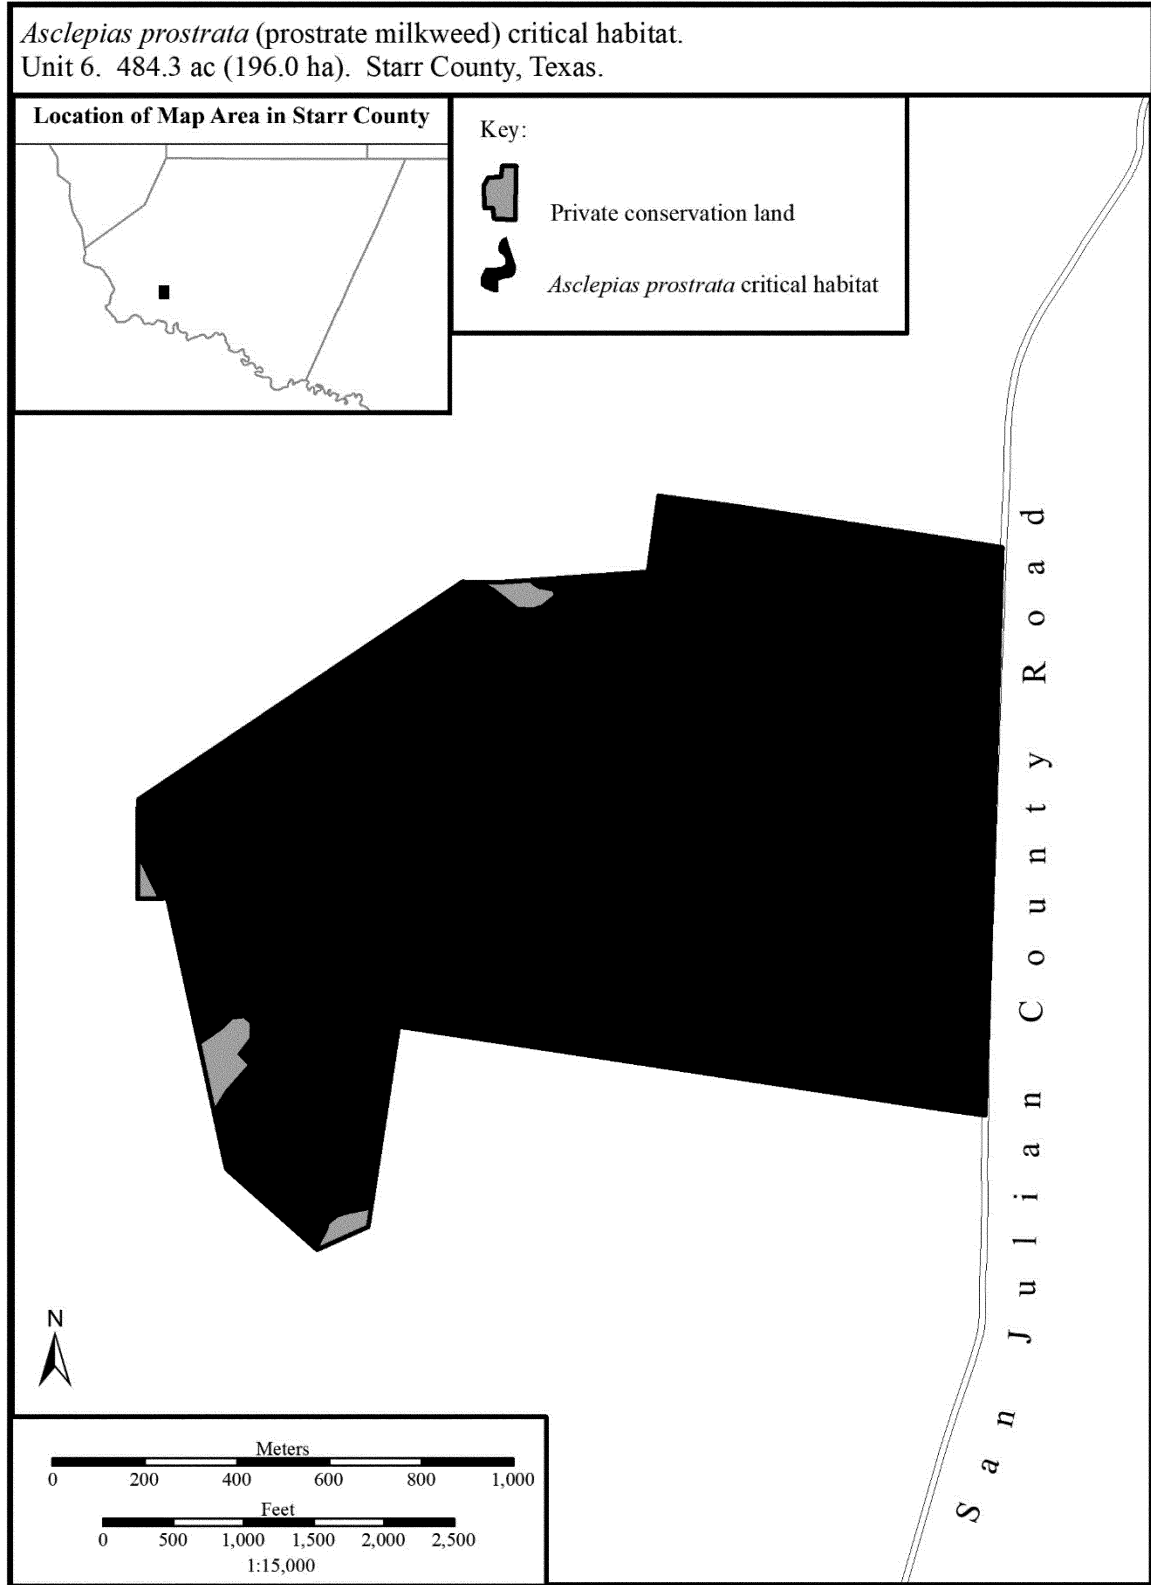 Asclepias prostrata (prostrate milkweed) critical habitat.
Unit 6.  484.3 ac (196.0 ha).  Starr County, Texas.
Location of Map Area in Starr County
Key:
Private conservation land
Asclepias prostrata critical habitat
San Julian County Road
N
Meters
0 200 400 600 800 1,000
Feet
0 500 1,000 1,500 2,000 2,500
1:15,000